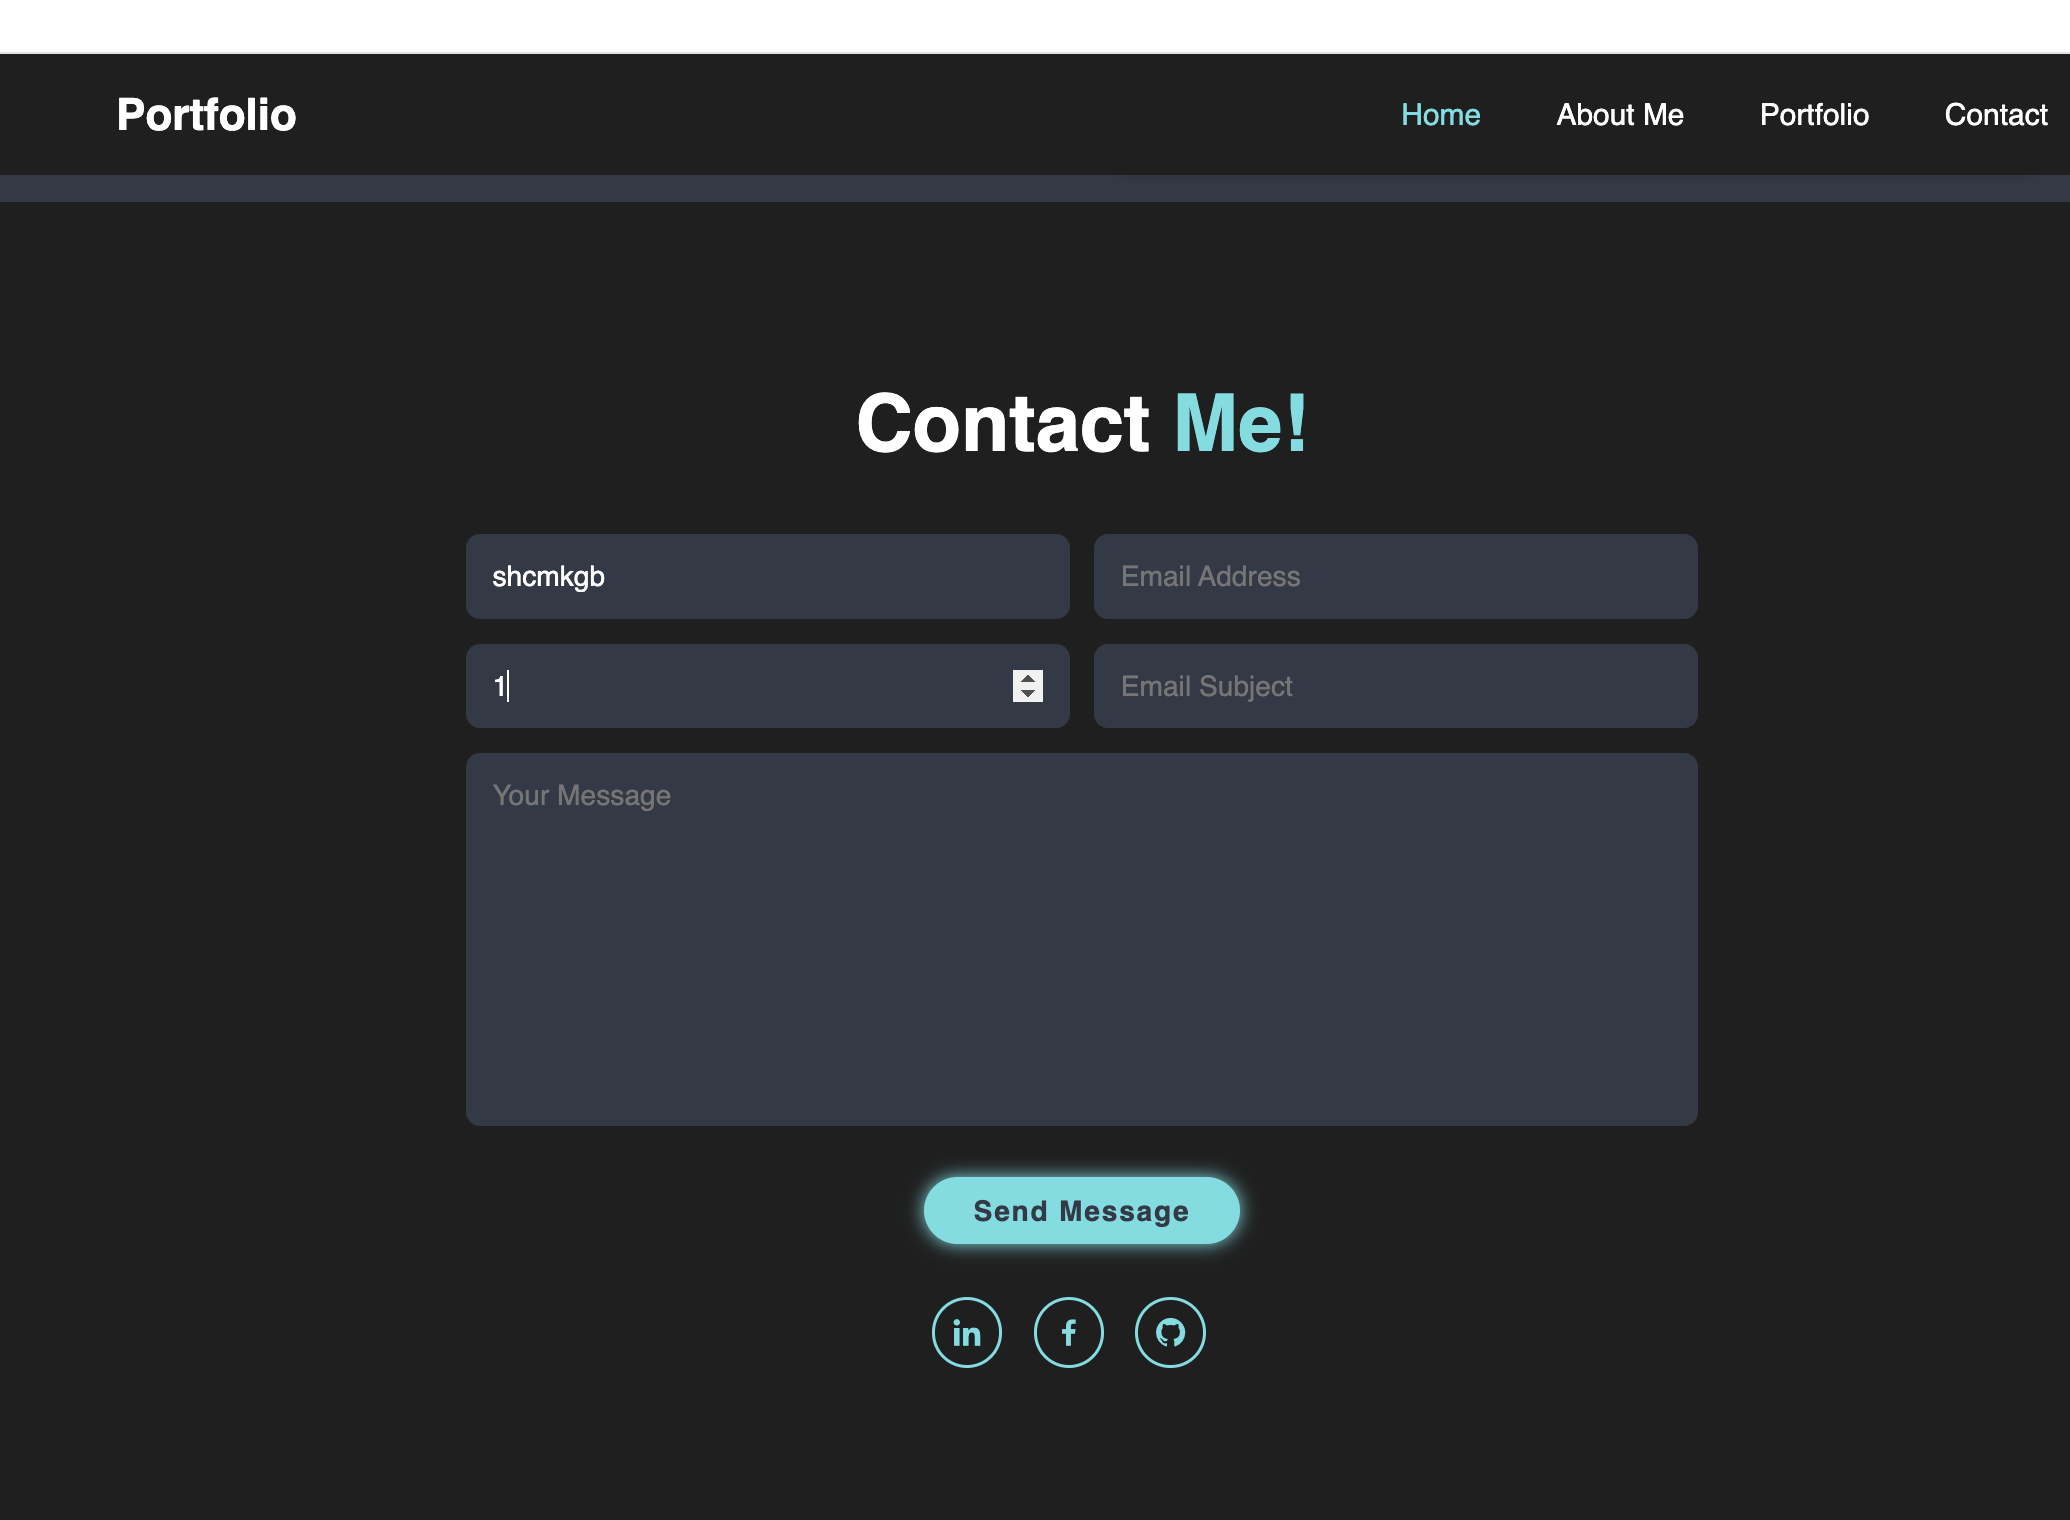 Portfolio
Home About Me Portfolio Contact
Contact Me!
shcmkgb
Email Address
1
Email Subject
Your Message
Send Message
in
f